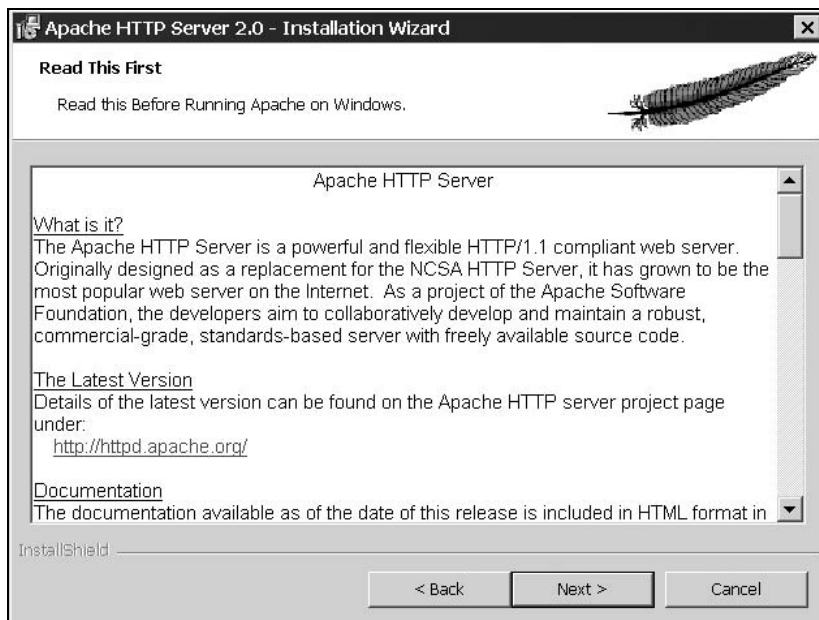 Apache HTTP Server 2.0 - Installation Wizard
Read This First
Read this Before Running Apache on Windows.
Apache HTTP Server
What is it?
The Apache HTTP Server is a powerful and flexible HTTP/1.1 compliant web server.
Originally designed as a replacement for the NCSA HTTP Server, it has grown to be the
most popular web server on the Internet. As a project of the Apache Software
Foundation, the developers aim to collaboratively develop and maintain a robust,
commercial-grade, standards-based server with freely available source code.
The Latest Version
Details of the latest version can be found on the Apache HTTP server project page
under:
http://httpd.apache.org/
Documentation
The documentation available as of the date of this release is included in HTML format in
InstallShield
< Back
Next >
Cancel